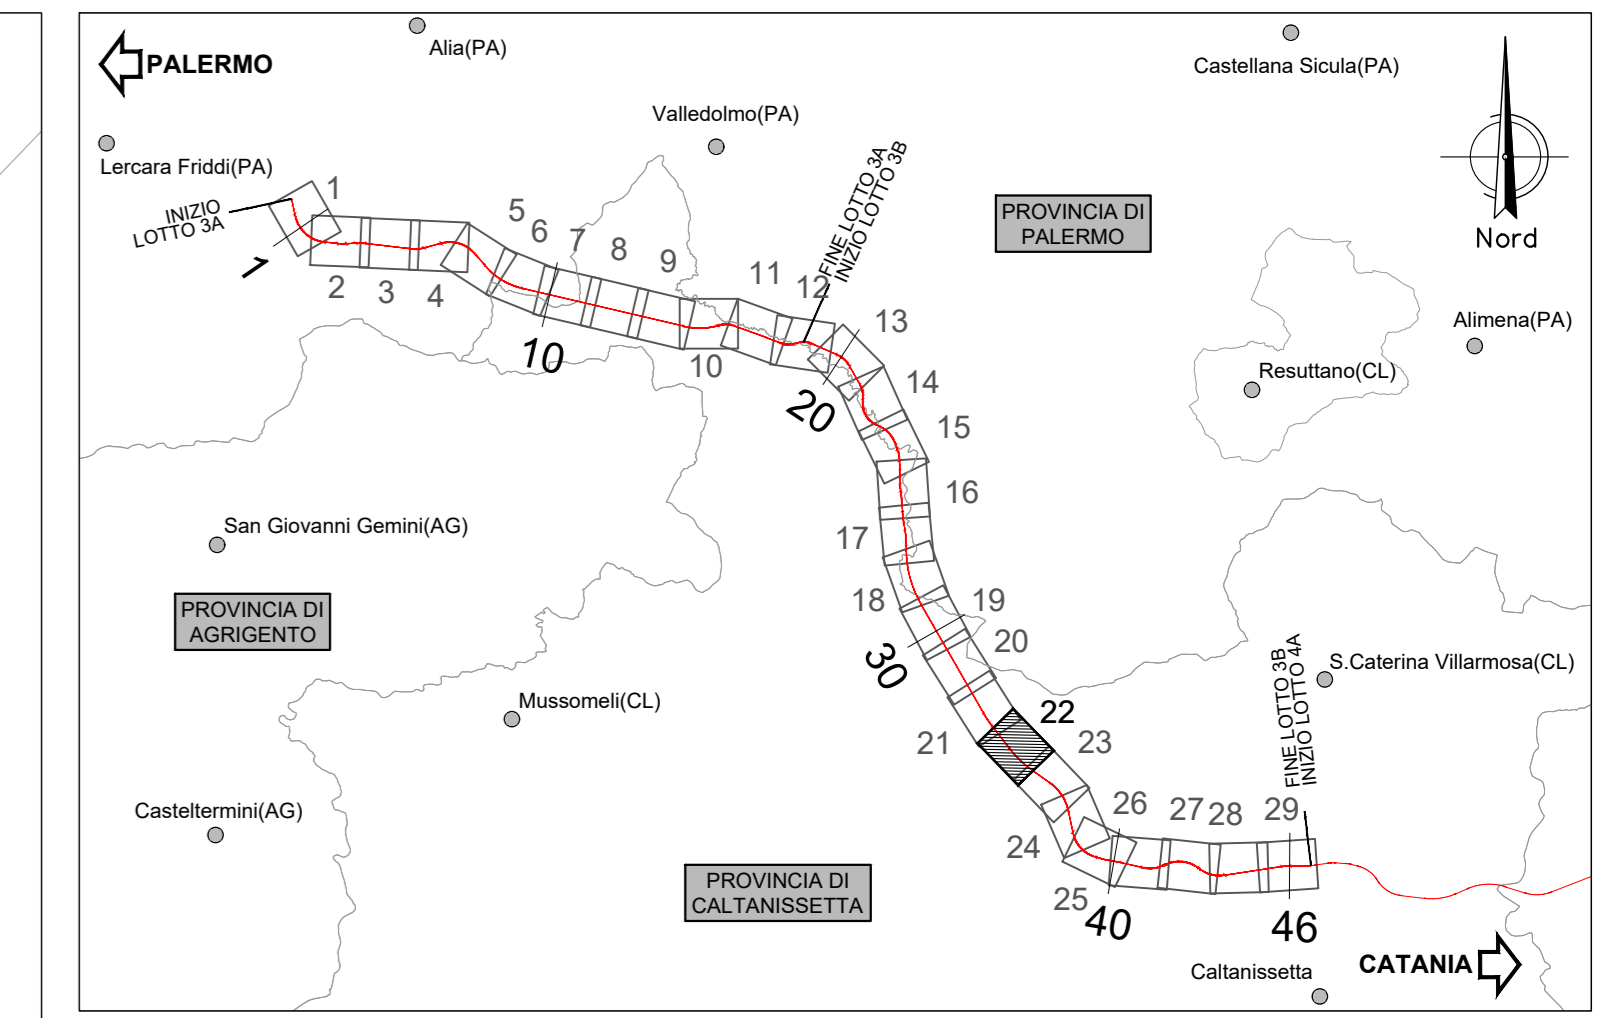 PALERMO
Alia(PA)
Castellana Sicula(PA)
Valledolmo(PA)
Lercara Friddi(PA)
INIZIO
LOTTO 3A
FINE LOTTO 3A
INIZIO LOTTO 3B
PROVINCIA DI
PALERMO
Nord
1
1
2
3
4
5
6
7
8
9
10
10
11
12
13
20
14
15
16
17
18
19
20
30
21
22
23
24
25
26
27
28
29
40
46
Alimena(PA)
Resuttano(CL)
San Giovanni Gemini(AG)
PROVINCIA DI
AGRIGENTO
Mussomeli(CL)
S.Caterina Villarmosa(CL)
FINE LOTTO 3B
INIZIO LOTTO 4A
Casteltermini(AG)
PROVINCIA DI
CALTANISSETTA
Caltanissetta
CATANIA